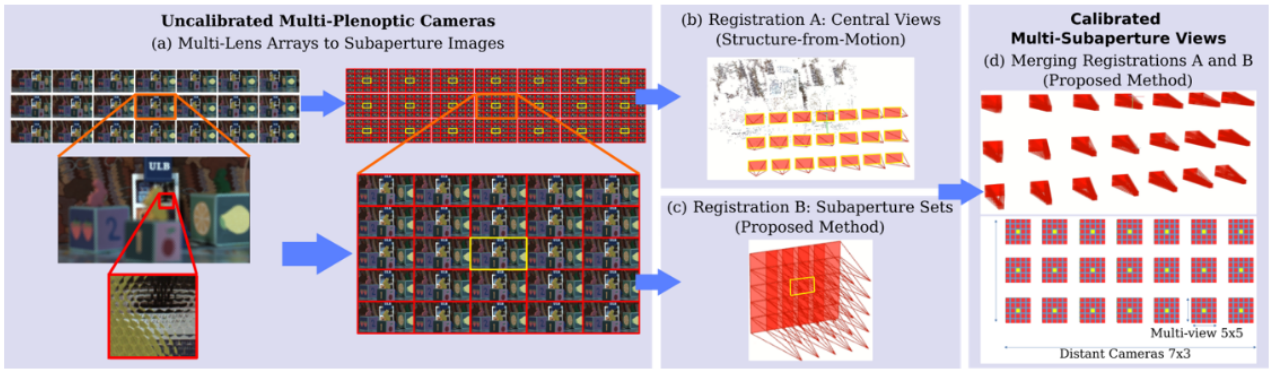 Uncalibrated Multi-Plenoptic Cameras
(a) Multi-Lens Arrays to Subaperture Images
ULB
2
(b) Registration A: Central Views
(Structure-from-Motion)
(c) Registration B: Subaperture Sets
(Proposed Method)
Calibrated
Multi-Subaperture Views
(d) Merging Registrations A and B
(Proposed Method)
Multi-view 5x5
Distant Cameras 7x3